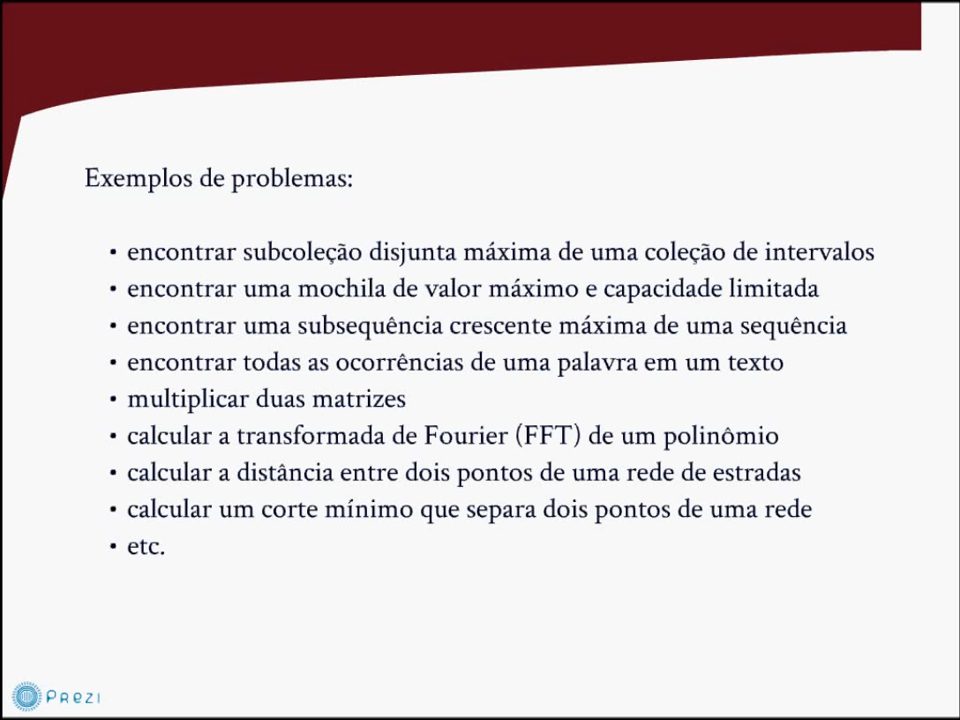 Exemplos de problemas:
• encontrar subcoleção disjunta máxima de uma coleção de intervalos
• encontrar uma mochila de valor máximo e capacidade limitada
• encontrar uma subsequência crescente máxima de uma sequência
• encontrar todas as ocorrências de uma palavra em um texto
• multiplicar duas matrizes
• calcular a transformada de Fourier (FFT) de um polinômio
• calcular a distância entre dois pontos de uma rede de estradas
• calcular um corte mínimo que separa dois pontos de uma rede
• etc.
Prezi